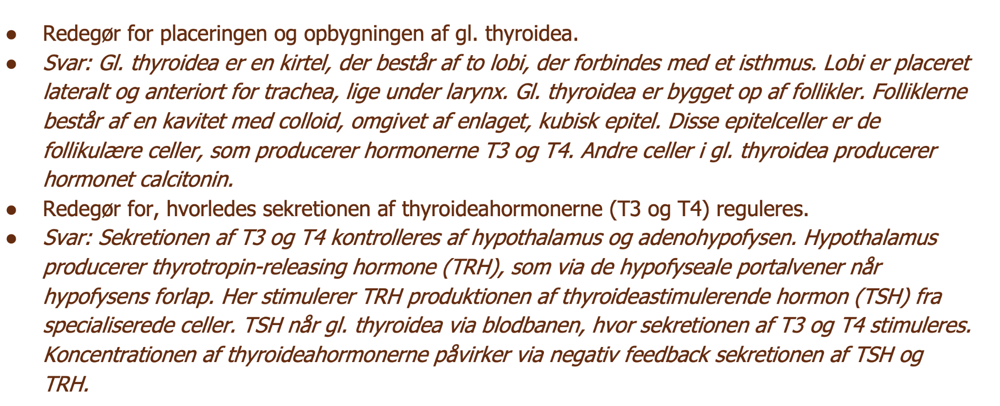 ● Redegør for placeringen og opbygningen af gl. thyroidea.
● Svar: Gl. thyroidea er en kirtel, der består af to lobi, der forbindes med et isthmus. Lobi er placeret
lateralt og anteriort for trachea, lige under larynx. Gl. thyroidea er bygget op af follikler. Folliklerne
består af en kavitet med colloid, omgivet af enlaget, kubisk epitel. Disse epitelceller er de
follikulære celler, som producerer hormonerne T3 og T4. Andre celler i gl. thyroidea producerer
hormonet calcitonin.
● Redegør for, hvorledes sekretionen af thyroideahormonerne (T3 og T4) reguleres.
● Svar: Sekretionen af T3 og T4 kontrolleres af hypothalamus og adenohypofysen. Hypothalamus
producerer thyrotropin-releasing hormone (TRH), som via de hypofyseale portalvener når
hypofysens forlap. Her stimulerer TRH produktionen af thyroideastimulerende hormon (TSH) fra
specialiserede celler. TSH når gl. thyroidea via blodbanen, hvor sekretionen af T3 og T4 stimuleres.
Koncentrationen af thyroideahormonerne påvirker via negativ feedback sekretionen af TSH og
TRH.